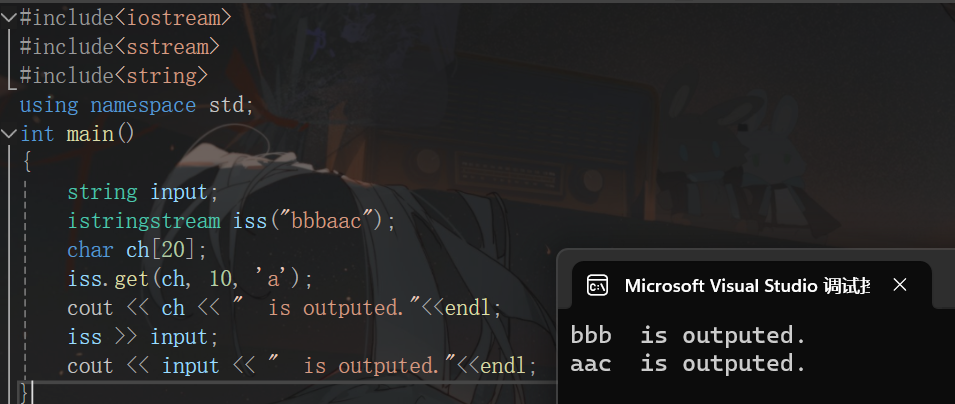 #include<iostream>
#include<sstream>
#include<string>
using namespace std;
int main()
{
string input;
istringstream iss("bbbaac");
char ch[20];
iss.get(ch, 10, 'a');
cout << ch << "  is outputed."<<endl;
iss >> input;
cout << input << "  is outputed."<<endl;
}
Microsoft Visual Studio 调试
bbb  is outputed.
aac  is outputed.